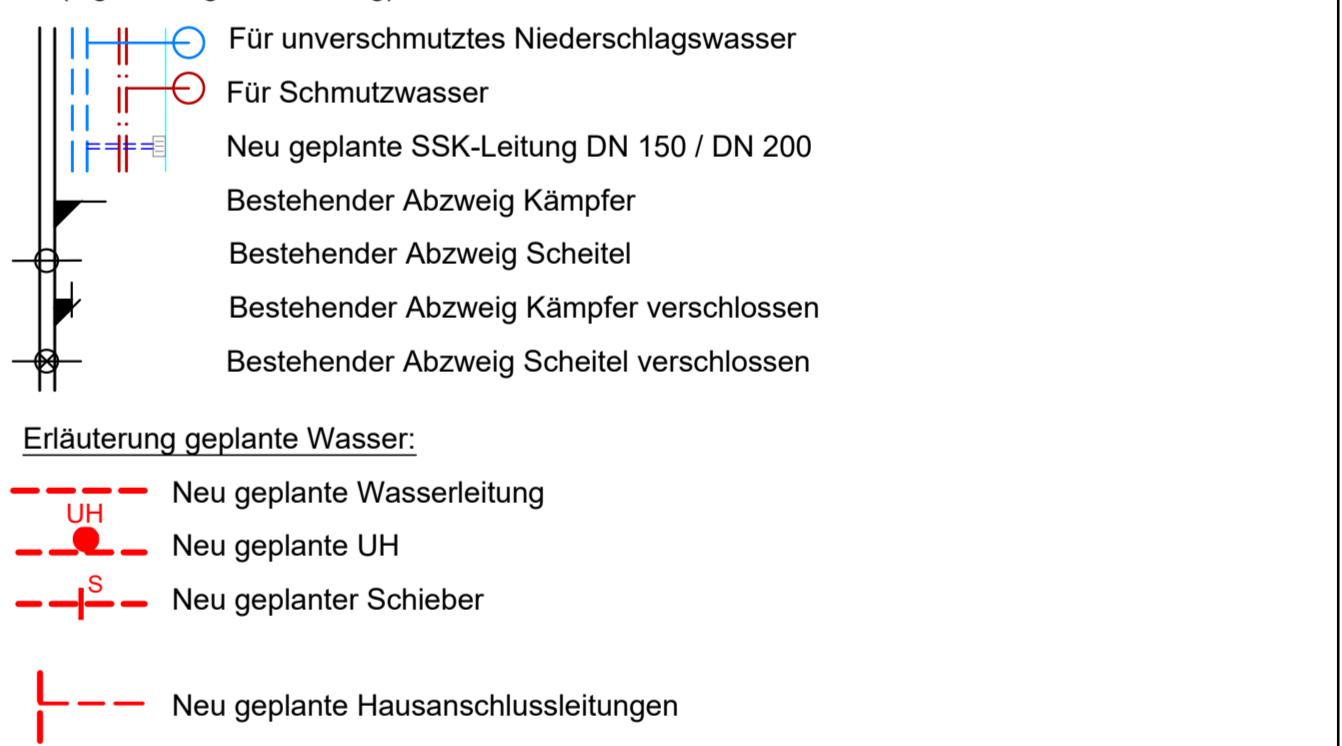 Für unverschmutztes Niederschlagswasser
Für Schmutzwasser
Neu geplante SSK-Leitung DN 150 / DN 200
Bestehender Abzweig Kämpfer
Bestehender Abzweig Scheitel
Bestehender Abzweig Kämpfer verschlossen
Bestehender Abzweig Scheitel verschlossen
Erläuterung geplante Wasser:
Neu geplante Wasserleitung
UH
Neu geplante UH
S
Neu geplanter Schieber
Neu geplante Hausanschlussleitungen